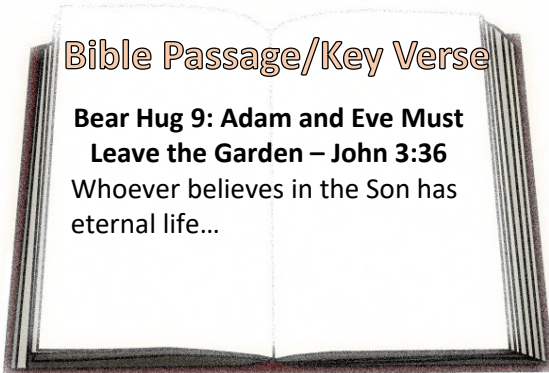 Bible Passage/Key Verse
Bear Hug 9: Adam and Eve Must
Leave the Garden – John 3:36
Whoever believes in the Son has
eternal life…